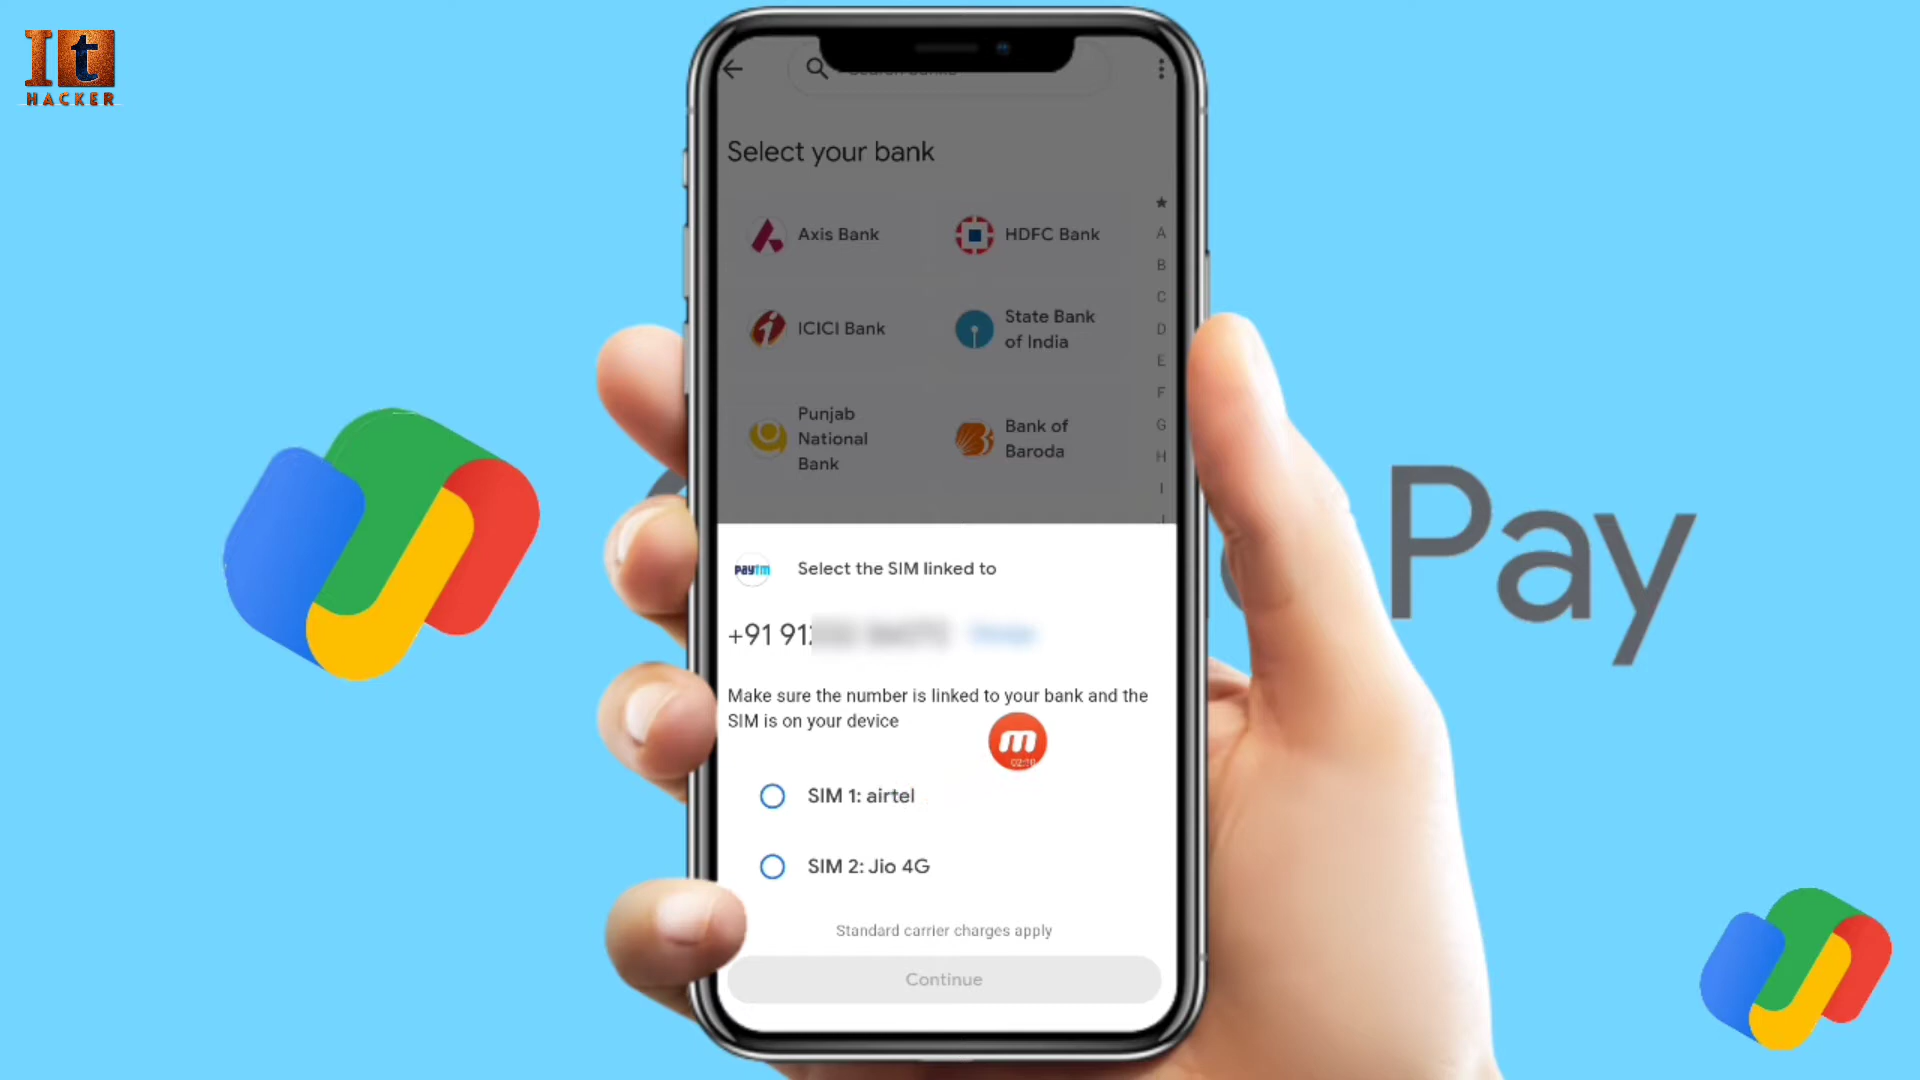 It
HACKER
Select your bank
Axis Bank
HDFC Bank
ICICI Bank
State Bank
of India
Punjab
National
Bank
Bank of
Baroda
★
A
B
C
D
E
F
G
H
I
Pay
paytm
Select the SIM linked to
+91 91
Make sure the number is linked to your bank and the
SIM is on your device
m
SIM 1: airtel
SIM 2: Jio 4G
Standard carrier charges apply
Continue